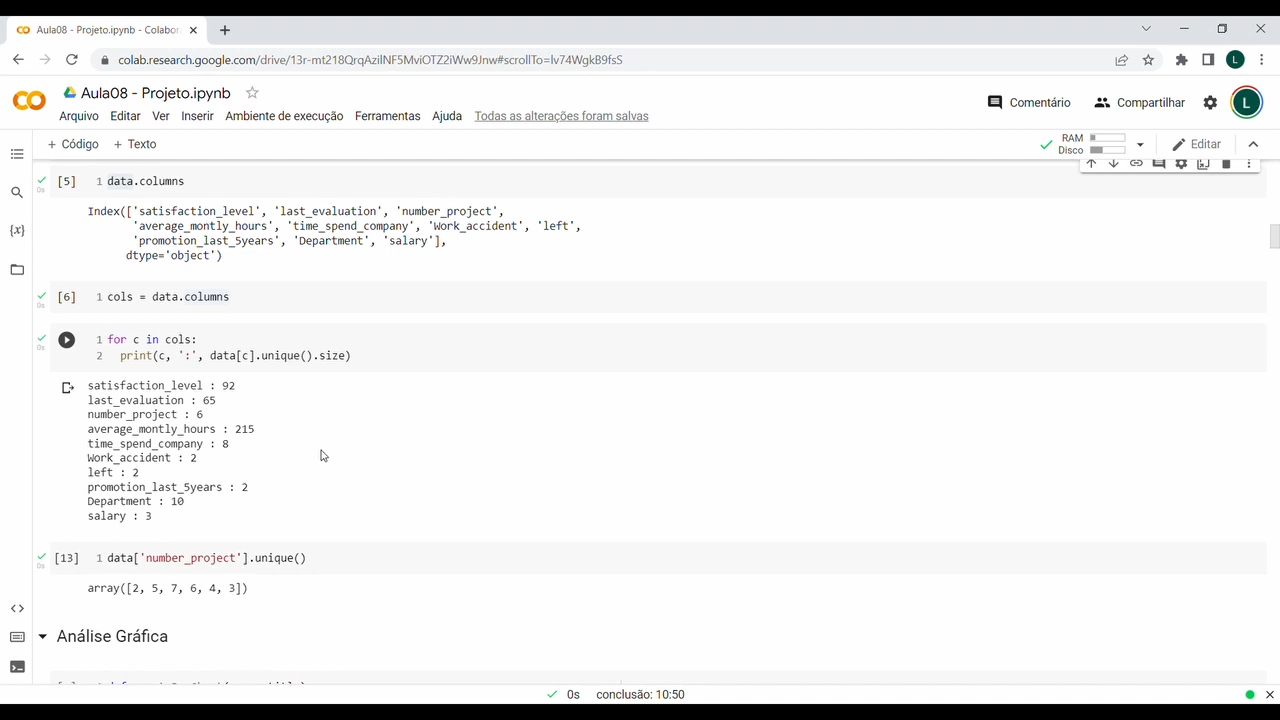 Aula08 - Projeto.ipynb - Colabor
colab.research.google.com/drive/13r-mt218QrqAzilNF5MviOTZ2iWw9Jnw#scrollTo=lv74WgkB9fsS
L
Aula08 - Projeto.ipynb
Comentário
Compartilhar
L
Arquivo Editar Ver Inserir Ambiente de execução Ferramentas Ajuda Todas as alterações foram salvas
+ Código + Texto
RAM
Disco
Editar
[5] 1 data.columns
0s
Index(['satisfaction_level', 'last_evaluation', 'number_project',
'average_montly_hours', 'time_spend_company', 'Work_accident', 'left',
'promotion_last_5years', 'Department', 'salary'],
dtype='object')
[6] 1 cols = data.columns
0s
1 for c in cols:
0s
2 print(c, ':', data[c].unique().size)
satisfaction_level : 92
last_evaluation : 65
number_project : 6
average_montly_hours : 215
time_spend_company : 8
Work_accident : 2
left : 2
promotion_last_5years : 2
Department : 10
salary : 3
[13] 1 data['number_project'].unique()
0s
array([2, 5, 7, 6, 4, 3])
Análise Gráfica
0s conclusão: 10:50